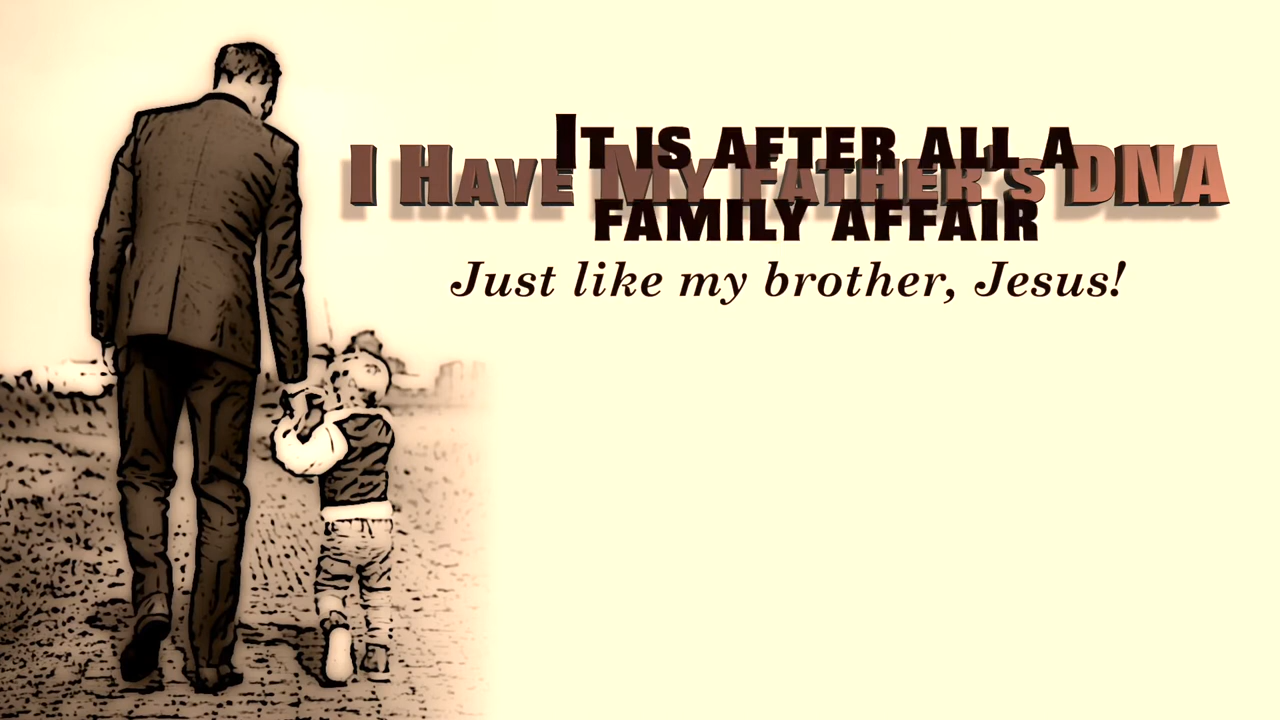 It is after all a
I Have My Father's DNA
family affair
Just like my brother, Jesus!